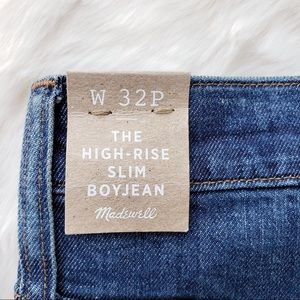 W 32P
THE
HIGH-RISE
SLIM
BOYJEAN
Madewell